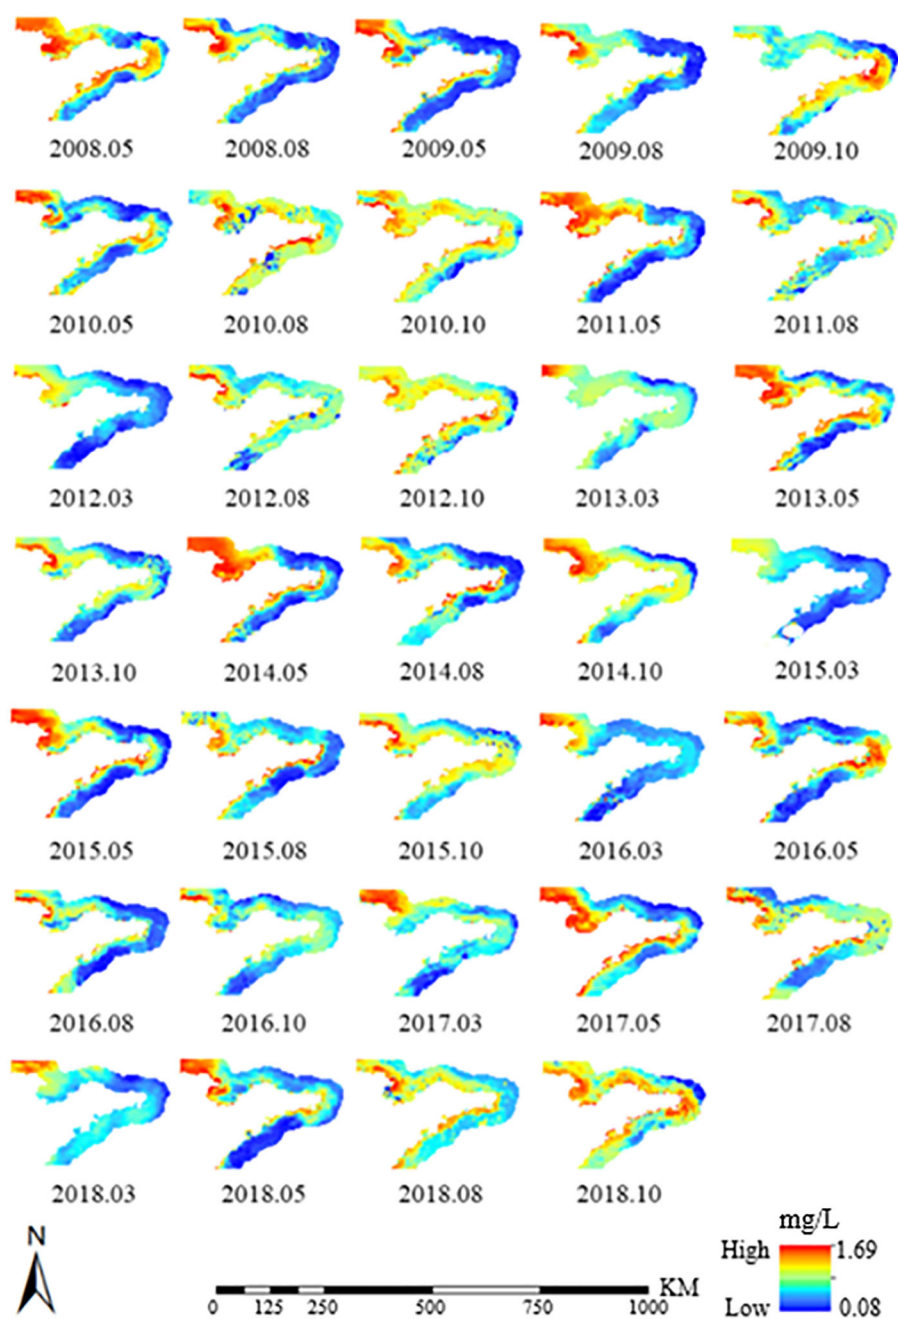 2008.05 2008.08 2009.05 2009.08 2009.10
2010.05 2010.08 2010.10 2011.05 2011.08
2012.03 2012.08 2012.10 2013.03 2013.05
2013.10 2014.05 2014.08 2014.10 2015.03
2015.05 2015.08 2015.10 2016.03 2016.05
2016.08 2016.10 2017.03 2017.05 2017.08
2018.03 2018.05 2018.08 2018.10
N
mg/L
High 1.69
Low 0.08
KM
0 125 250 500 750 1000